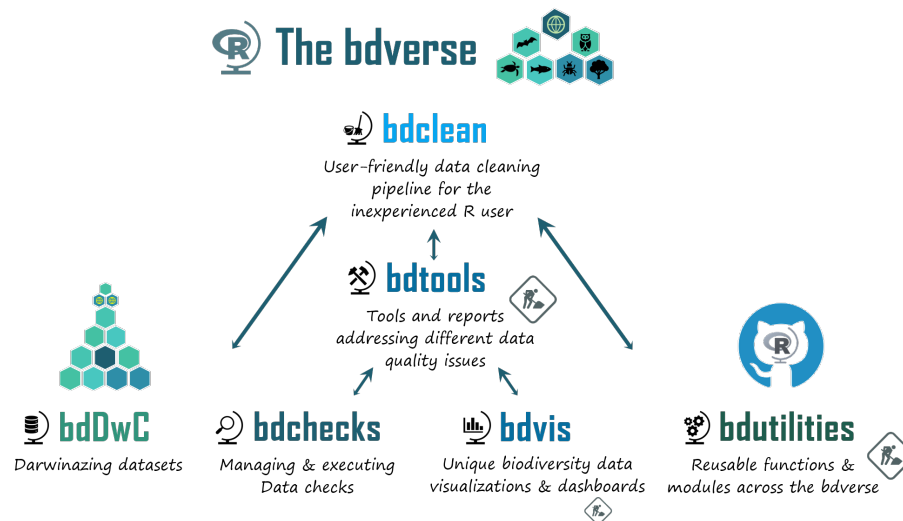 R The bdverse
bdclean
User-friendly data cleaning
pipeline for the
inexperienced R user
bdtools
Tools and reports
addressing different data
quality issues
R
bdDwC
Darwinazing datasets
bdchecks
Managing & executing
Data checks
bdvis
Unique biodiversity data
visualizations & dashboards
bdutilities
Reusable functions &
modules across the bdverse